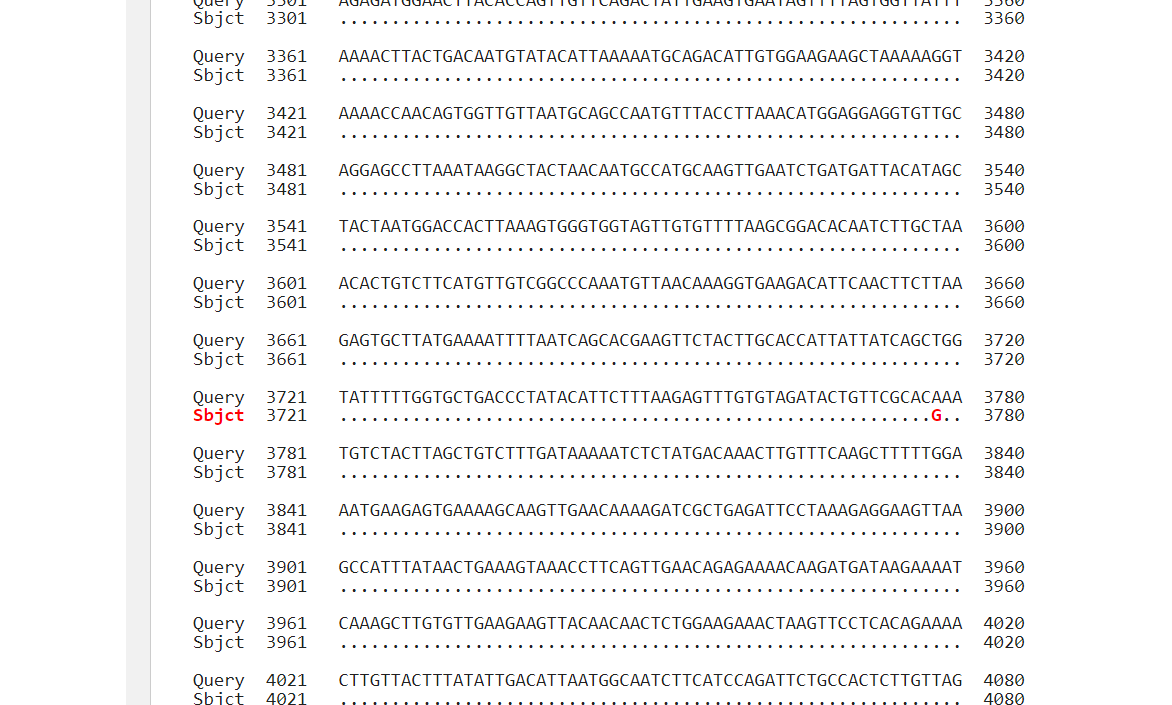 Query  3301   AGAGATGGAACTTACACCAGTTGTTCAGACTATTGAAGTGAATAGTTTTAGTGGTTATTT  3360
Sbjct  3301   ............................................................  3360
Query  3361   AAAACTTACTGACAATGTATACATTAAAAATGCAGACATTGTGGAAGAAGCTAAAAAGGT  3420
Sbjct  3361   ............................................................  3420
Query  3421   AAAACCAACAGTGGTTGTTAATGCAGCCAATGTTTACCTTAAACATGGAGGAGGTGTTGC  3480
Sbjct  3421   ............................................................  3480
Query  3481   AGGAGCCTTAAATAAGGCTACTAACAATGCCATGCAAGTTGAATCTGATGATTACATAGC  3540
Sbjct  3481   ............................................................  3540
Query  3541   TACTAATGGACCACTTAAAGTGGGTGGTAGTTGTGTTTTAAGCGGACACAATCTTGCTAA  3600
Sbjct  3541   ............................................................  3600
Query  3601   ACACTGTCTTCATGTTGTCGGCCCAAATGTTAACAAAGGTGAAGACATTCAACTTCTTAA  3660
Sbjct  3601   ............................................................  3660
Query  3661   GAGTGCTTATGAAAATTTTAATCAGCACGAAGTTCTACTTGCACCATTATTATCAGCTGG  3720
Sbjct  3661   ............................................................  3720
Query  3721   TATTTTTGGTGCTGACCCTATACATTCTTTAAGAGTTTGTGTAGATACTGTTCGCACAAA  3780
Sbjct  3721   .........................................................G..  3780
Query  3781   TGTCTACTTAGCTGTCTTTGATAAAAATCTCTATGACAAACTTGTTTCAAGCTTTTTGGA  3840
Sbjct  3781   ............................................................  3840
Query  3841   AATGAAGAGTGAAAAGCAAGTTGAACAAAAGATCGCTGAGATTCCTAAAGAGGAAGTTAA  3900
Sbjct  3841   ............................................................  3900
Query  3901   GCCATTTATAACTGAAAGTAAACCTTCAGTTGAACAGAGAAAACAAGATGATAAGAAAAT  3960
Sbjct  3901   ............................................................  3960
Query  3961   CAAAGCTTGTGTTGAAGAAGTTACAACAACTCTGGAAGAAACTAAGTTCCTCACAGAAAA  4020
Sbjct  3961   ............................................................  4020
Query  4021   CTTGTTACTTTATATTGACATTAATGGCAATCTTCATCCAGATTCTGCCACTCTTGTTAG  4080
Sbjct  4021   ............................................................  4080